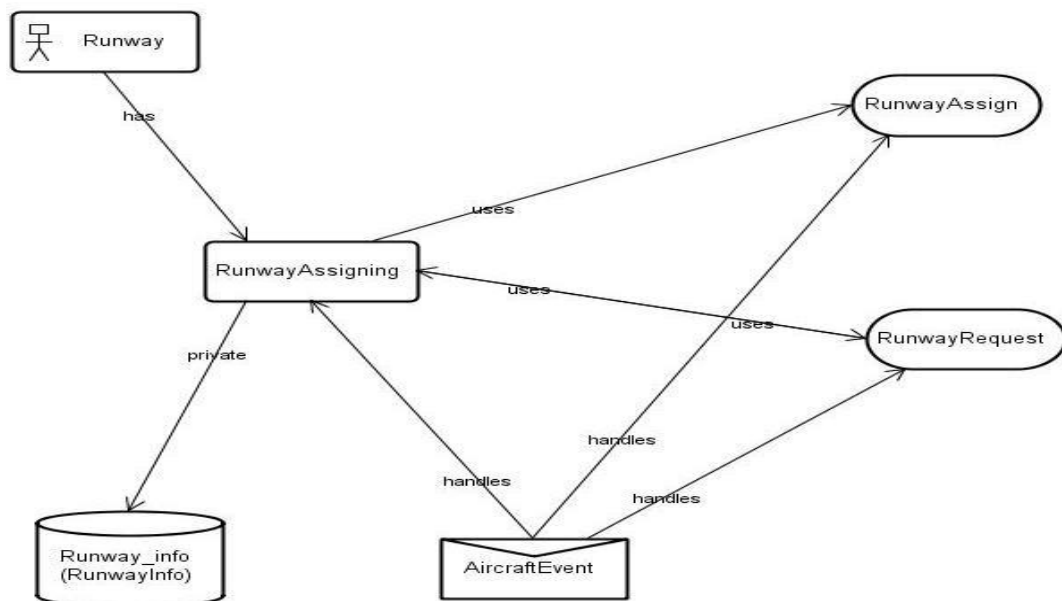 Runway
has
RunwayAssign
uses
RunwayAssigning
uses
uses
RunwayRequest
private
handles
handles
handles
Runway_info
(RunwayInfo)
AircraftEvent